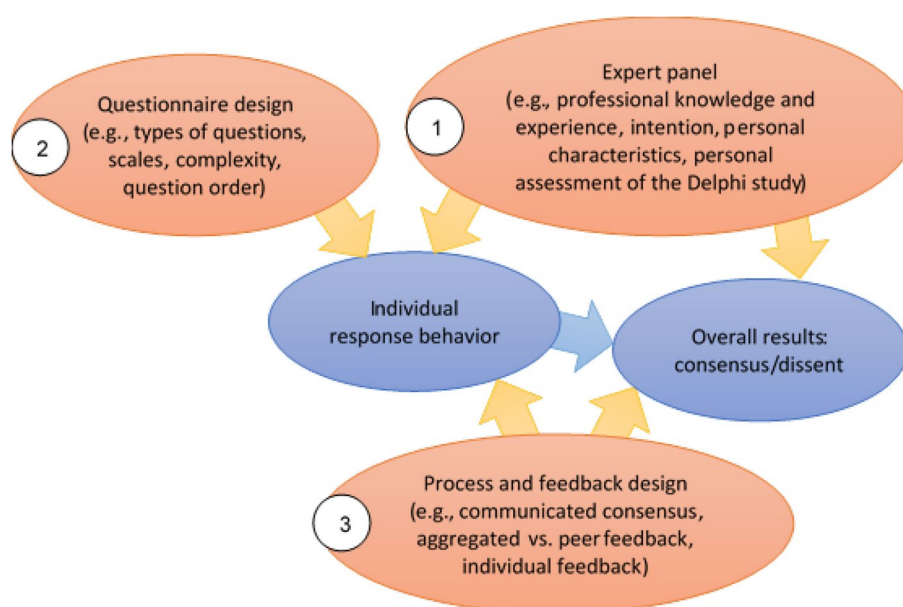 Expert panel
(e.g., professional knowledge and
experience, intention, personal
characteristics, personal
assessment of the Delphi study)
1
Questionnaire design
(e.g., types of questions,
scales, complexity,
question order)
2
Individual
response behavior
Overall results:
consensus/dissent
Process and feedback design
(e.g., communicated consensus,
aggregated vs. peer feedback,
individual feedback)
3